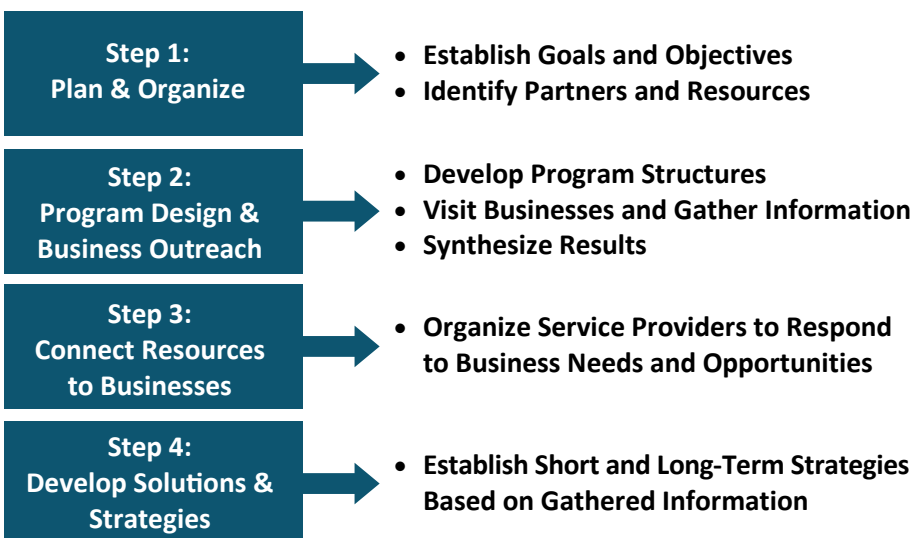 Step 1:
Plan & Organize
• Establish Goals and Objectives
• Identify Partners and Resources
Step 2:
Program Design &
Business Outreach
• Develop Program Structures
• Visit Businesses and Gather Information
• Synthesize Results
Step 3:
Connect Resources
to Businesses
• Organize Service Providers to Respond
to Business Needs and Opportunities
Step 4:
Develop Solutions &
Strategies
• Establish Short and Long-Term Strategies
Based on Gathered Information